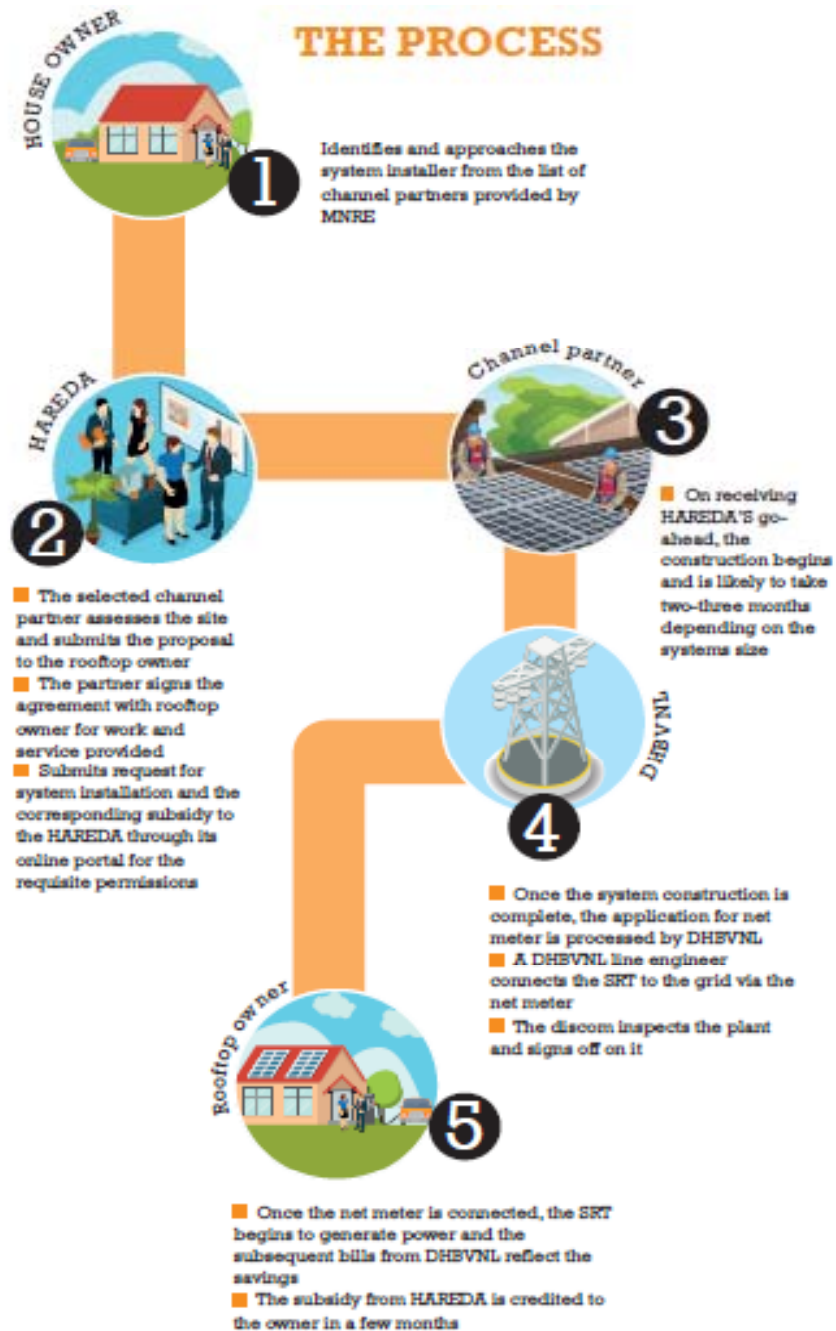 THE PROCESS
HOUSE OWNER
1
Identifies and approaches the
system installer from the list of
channel partners provided by
MNRE
HAREDA
2
■ The selected channel
partner assesses the site
and submits the proposal
to the rooftop owner
■ The partner signs the
agreement with rooftop
owner for work and
service provided
■ Submits request for
system installation and the
corresponding subsidy to
the HAREDA through its
online portal for the
requisite permissions
Channel partner
3
■ On receiving
HAREDA'S go-
ahead, the
construction begins
and is likely to take
two-three months
depending on the
systems size
DHBVNL
4
■ Once the system construction is
complete, the application for net
meter is processed by DHBVNL
■ A DHBVNL line engineer
connects the SRT to the grid via the
net meter
■ The discom inspects the plant
and signs off on it
Rooftop owner
5
■ Once the net meter is connected, the SRT
begins to generate power and the
subsequent bills from DHBVNL reflect the
savings
■ The subsidy from HAREDA is credited to
the owner in a few months